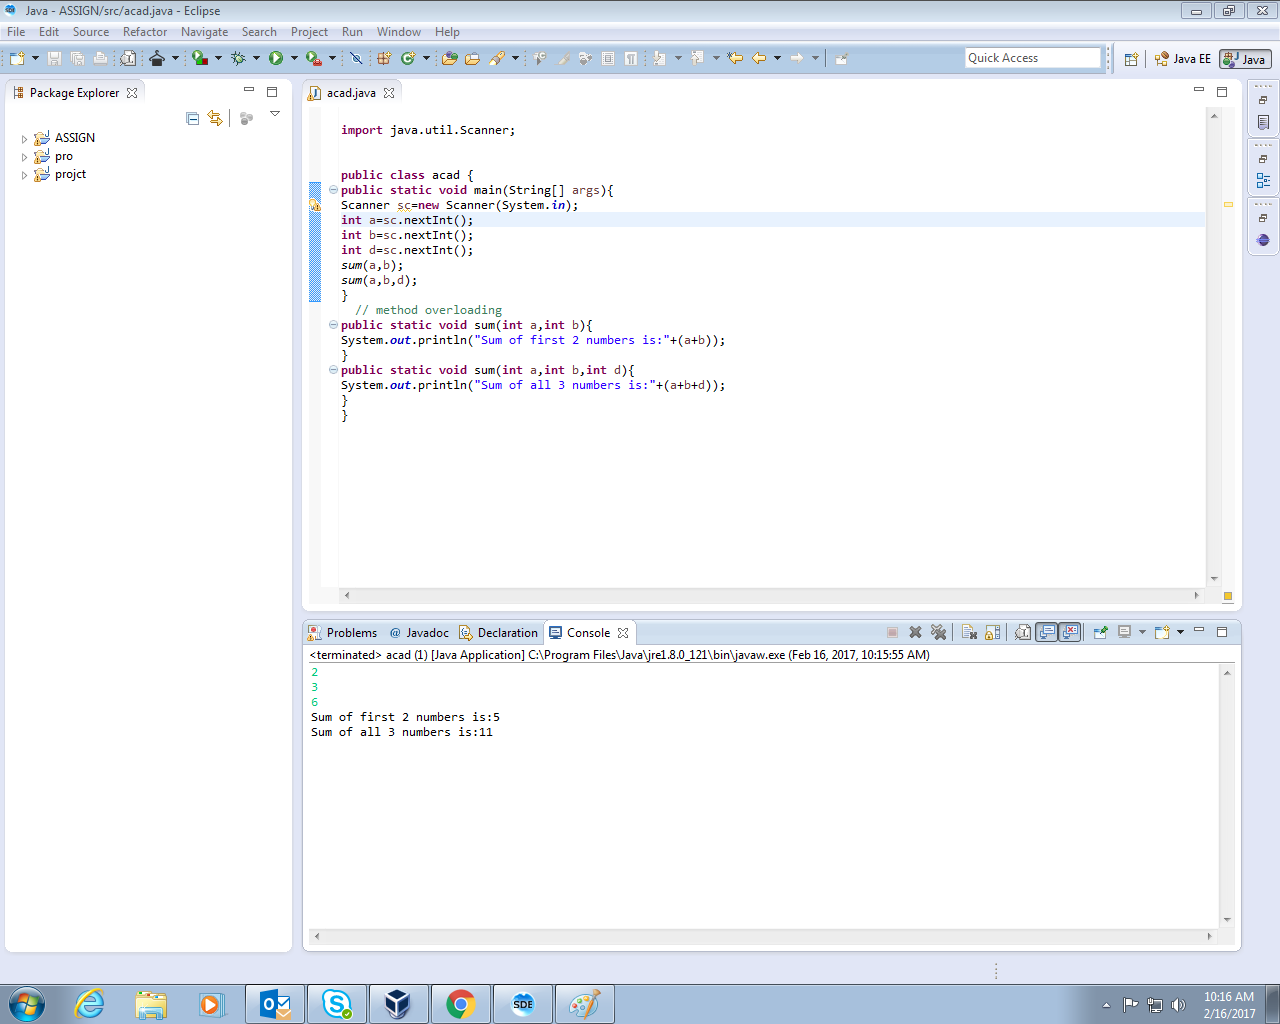 Java - ASSIGN/src/acad.java - Eclipse
File Edit Source Refactor Navigate Search Project Run Window Help
Quick Access
Java EE
Java
Package Explorer
ASSIGN
pro
projct
acad.java
import java.util.Scanner;
public class acad {
public static void main(String[] args){
Scanner sc=new Scanner(System.in);
int a=sc.nextInt();
int b=sc.nextInt();
int d=sc.nextInt();
sum(a,b);
sum(a,b,d);
}
// method overloading
public static void sum(int a,int b){
System.out.println("Sum of first 2 numbers is:"+(a+b));
}
public static void sum(int a,int b,int d){
System.out.println("Sum of all 3 numbers is:"+(a+b+d));
}
}
Problems @ Javadoc Declaration Console
<terminated> acad (1) [Java Application] C:\Program Files\Java\jre1.8.0_121\bin\javaw.exe (Feb 16, 2017, 10:15:55 AM)
2
3
6
Sum of first 2 numbers is:5
Sum of all 3 numbers is:11
SDE
10:16 AM
2/16/2017